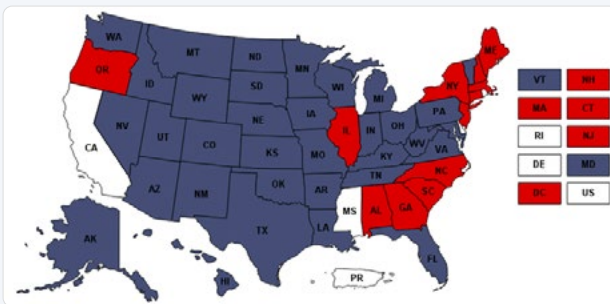 WA
MT
ND
MN
ME
OR
ID
SD
WI
MI
NY
WY
VT
NH
NE
IA
PA
MA
CT
NV
UT
CO
IL
IN
OH
RI
NJ
CA
KS
MO
WV
VA
KY
DE
MD
AZ
NM
OK
AR
TN
NC
DC
US
SC
MS
AL
GA
TX
LA
AK
FL
HI
PR